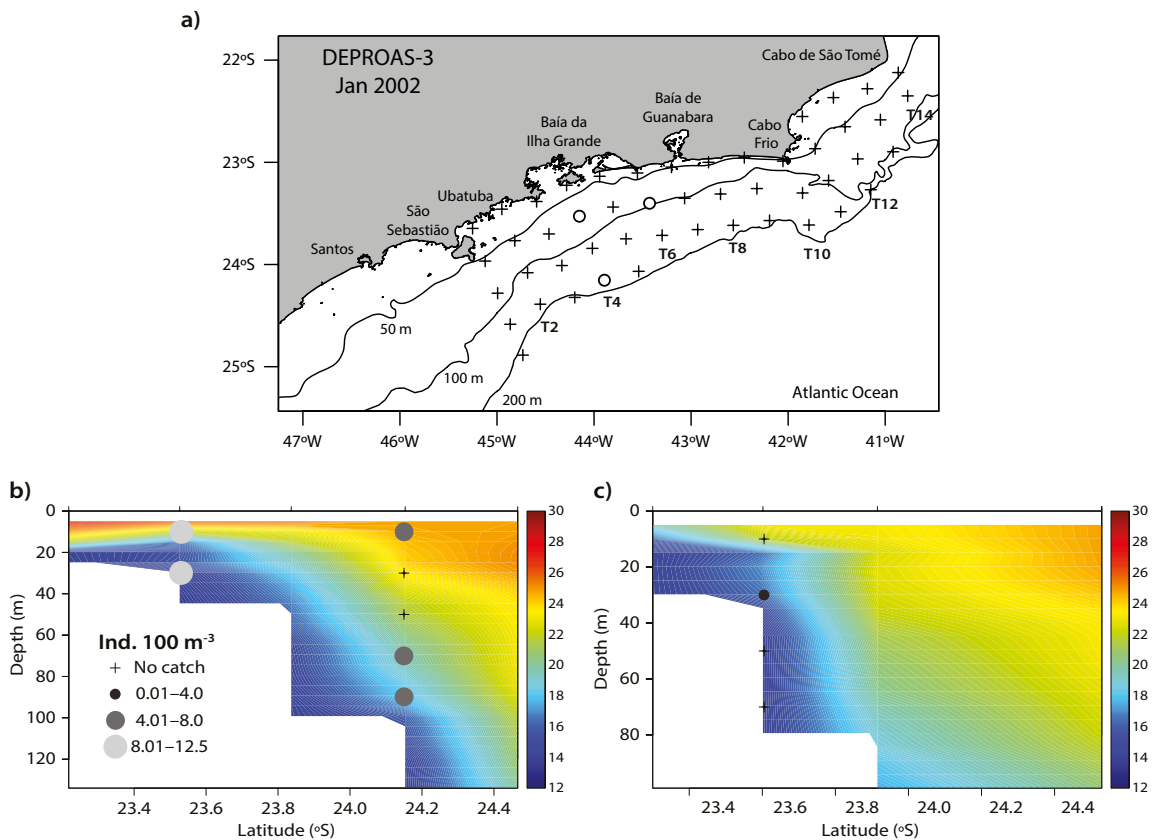 a)
DEPROAS-3
Jan 2002
Cabo de São Tomé
Baía de
Guanabara
Cabo
Frio
Baía da
Ilha Grande
Ubatuba
São
Sebastião
Santos
T14
T12
T10
T8
T6
T4
T2
50 m
100 m
200 m
Atlantic Ocean
22ºS
23ºS
24ºS
25ºS
47ºW
46ºW
45ºW
44ºW
43ºW
42ºW
41ºW
b)
0
20
40
60
80
100
120
Depth (m)
Ind. 100 m⁻³
No catch
0.01–4.0
4.01–8.0
8.01–12.5
23.4
23.6
23.8
24.0
24.2
24.4
Latitude (ºS)
30
28
26
24
22
20
18
16
14
12
c)
0
20
40
60
80
Depth (m)
23.4
23.6
23.8
24.0
24.2
24.4
Latitude (ºS)
30
28
26
24
22
20
18
16
14
12